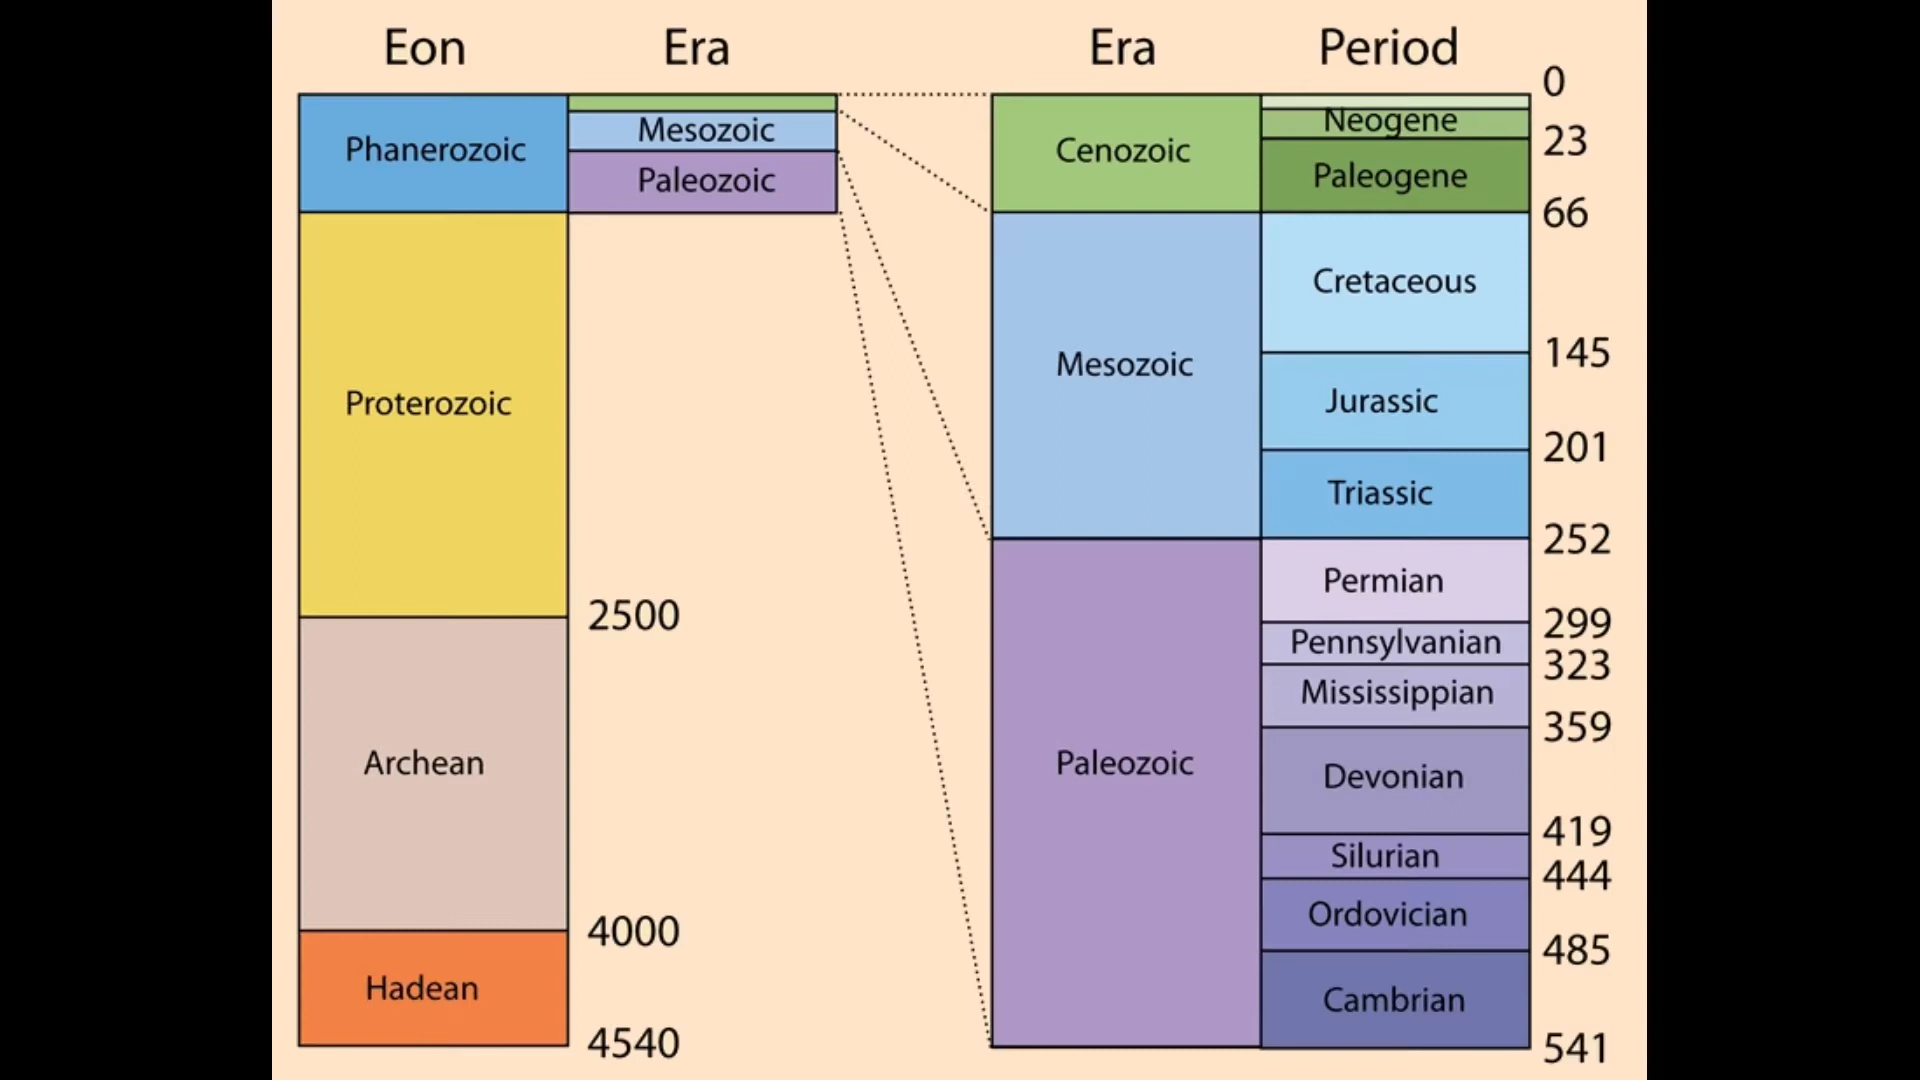 Eon
Era
Era
Period
Phanerozoic
Mesozoic
Paleozoic
Proterozoic
2500
Archean
4000
Hadean
4540
Cenozoic
Mesozoic
Paleozoic
0
Neogene
23
Paleogene
66
Cretaceous
145
Jurassic
201
Triassic
252
Permian
299
Pennsylvanian
323
Mississippian
359
Devonian
419
Silurian
444
Ordovician
485
Cambrian
541